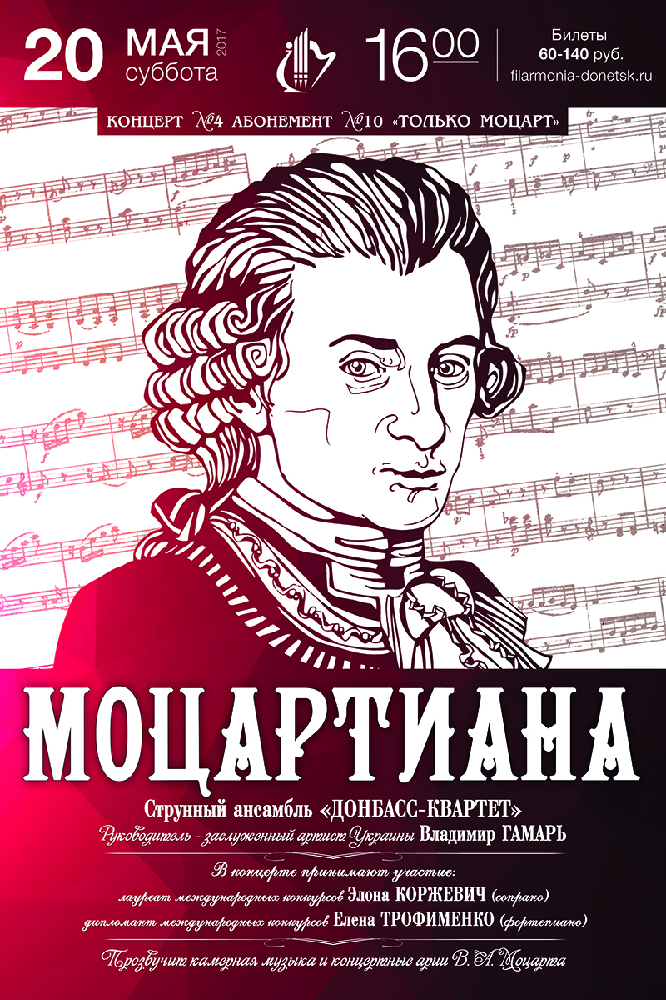 20 МАЯ 2017
суббота
16 00
Билеты
60-140 руб.
filarmonia-donetsk.ru
КОНЦЕРТ №4 АБОНЕМЕНТ №10 «ТОЛЬКО МОЦАРТ»
МОЦАРТИАНА
Струнный ансамбль «ДОНБАСС-КВАРТЕТ»
Руководитель - заслуженный артист Украины Владимир ГАМАРЬ
В концерте принимают участие:
лауреат международных конкурсов Элона КОРЖЕВИЧ (сопрано)
дипломант международных конкурсов Елена ТРОФИМЕНКО (фортепиано)
Прозвучит камерная музыка и концертные арии В. А. Моцарта